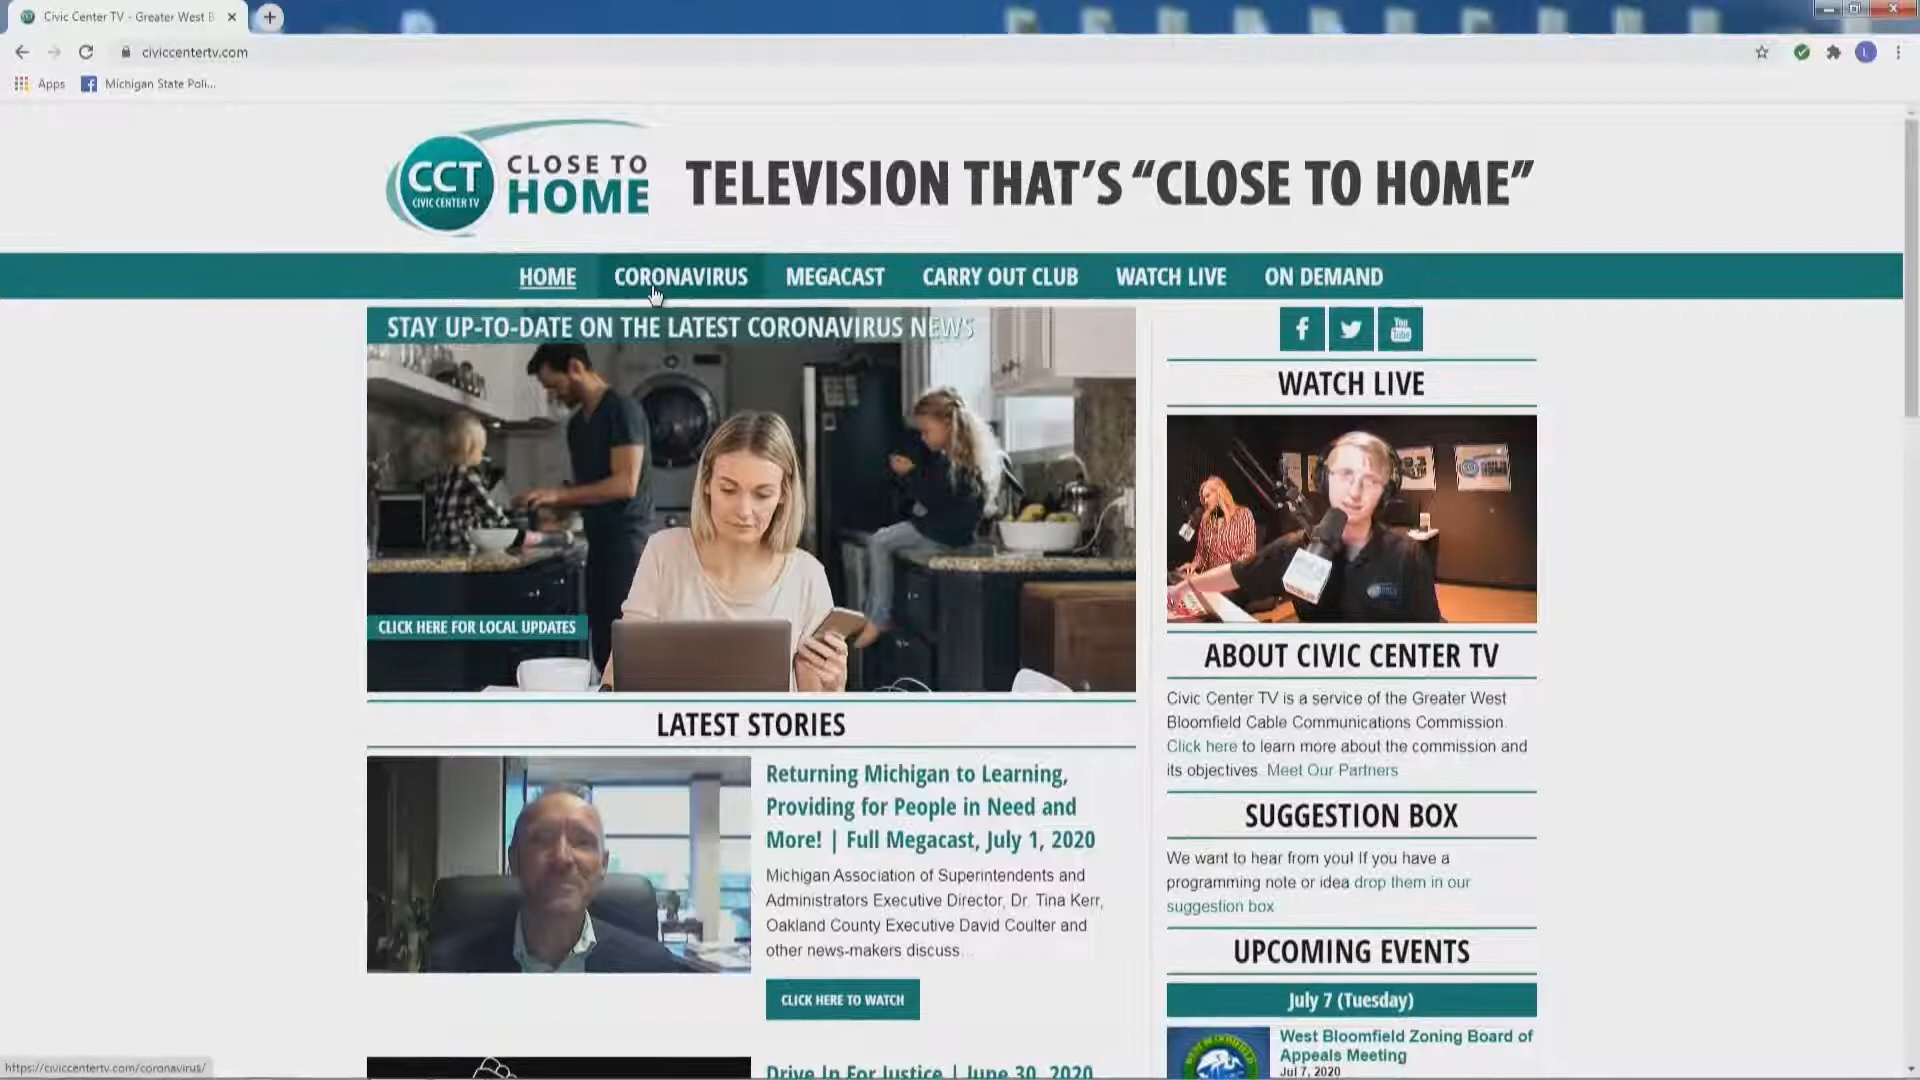 Civic Center TV - Greater West B
civiccentertv.com
Apps
Michigan State Poli...
CCT
CIVIC CENTER TV
CLOSE TO
HOME
TELEVISION THAT'S “CLOSE TO HOME”
HOME
CORONAVIRUS
MEGACAST
CARRY OUT CLUB
WATCH LIVE
ON DEMAND
STAY UP-TO-DATE ON THE LATEST CORONAVIRUS NEWS
CLICK HERE FOR LOCAL UPDATES
LATEST STORIES
Returning Michigan to Learning,
Providing for People in Need and
More! | Full Megacast, July 1, 2020
Michigan Association of Superintendents and
Administrators Executive Director, Dr. Tina Kerr,
Oakland County Executive David Coulter and
other news-makers discuss...
CLICK HERE TO WATCH
Drive In For Justice | June 30, 2020
You
Tube
WATCH LIVE
ABOUT CIVIC CENTER TV
Civic Center TV is a service of the Greater West
Bloomfield Cable Communications Commission.
Click here to learn more about the commission and
its objectives. Meet Our Partners
SUGGESTION BOX
We want to hear from you! If you have a
programming note or idea drop them in our
suggestion box
UPCOMING EVENTS
July 7 (Tuesday)
West Bloomfield Zoning Board of
Appeals Meeting
Jul 7, 2020
https://civiccentertv.com/coronavirus/